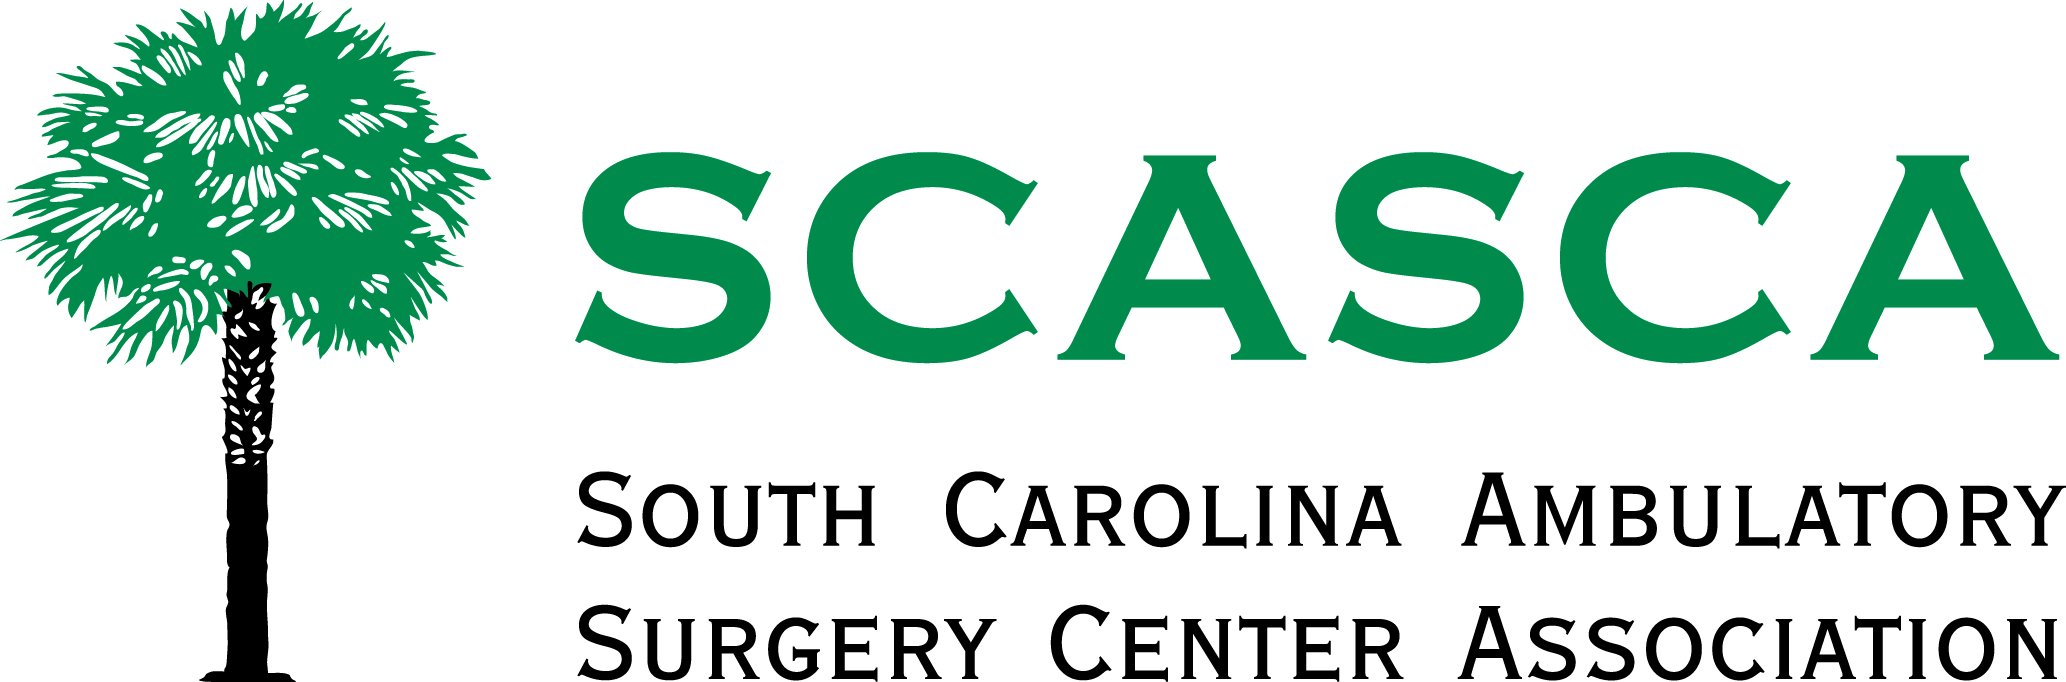 SCASCA
South Carolina Ambulatory
Surgery Center Association